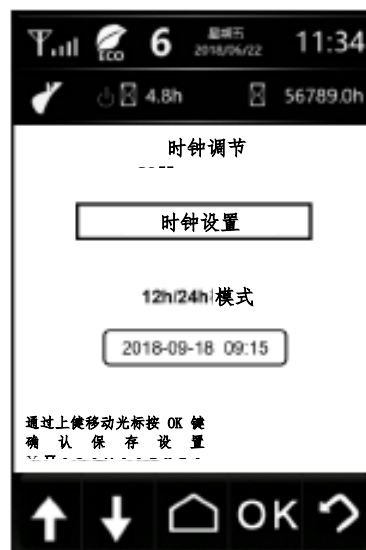 ECO
6
星期五
2018/06/22
11:34
4.8h
56789.0h
时钟调节
时钟设置
12h/24h 模式
2018-09-18 09:15
通过上健移动光标按 OK 键
确认保存设置
OK